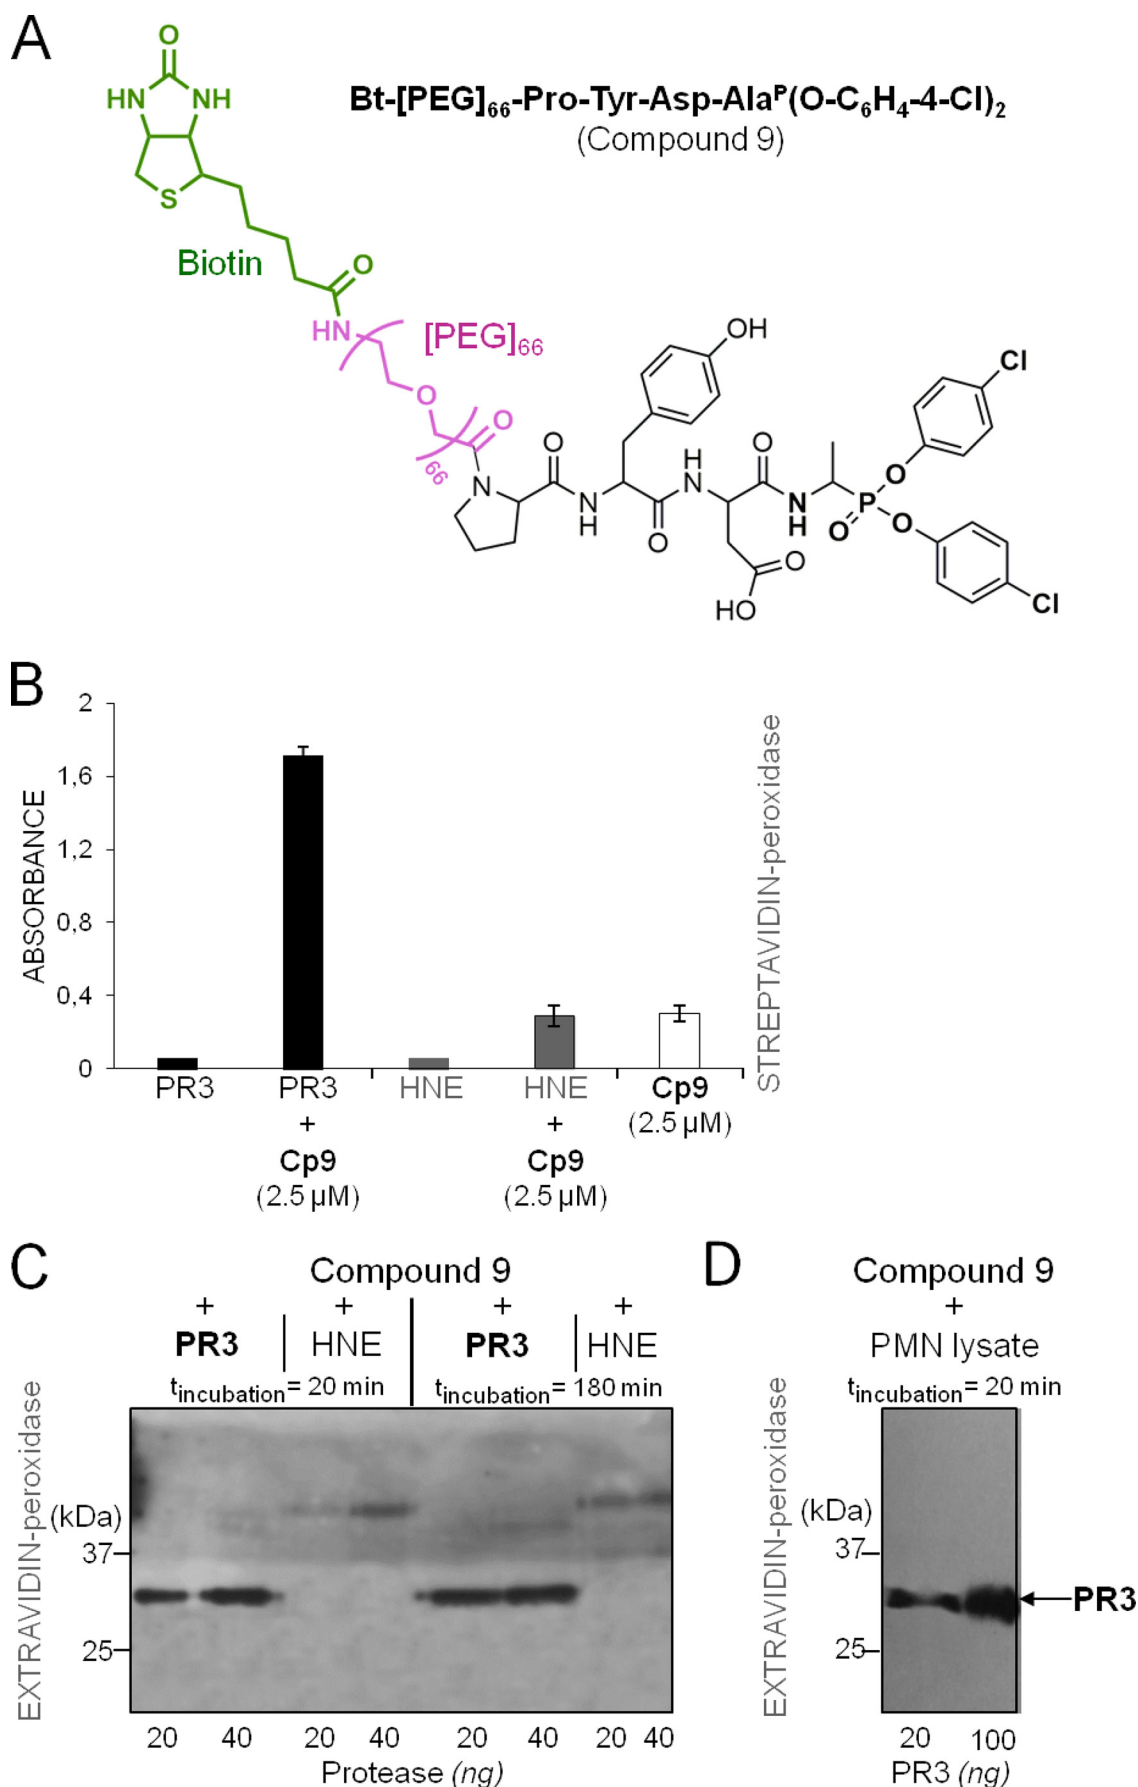 A
Bt-[PEG]66-Pro-Tyr-Asp-AlaP(O-C6H4-4-Cl)2
(Compound 9)
O
HN
NH
S
Biotin
O
HN
[PEG]66
O
O
66
N
O
N
H
OH
O
H
N
O
HO
O
N
H
P
O
O
O
Cl
Cl
B
ABSORBANCE
2
1,6
1,2
0,8
0,4
0
PR3
PR3
+
Cp9
(2.5 µM)
HNE
HNE
+
Cp9
(2.5 µM)
Cp9
(2.5 µM)
STREPTAVIDIN-peroxidase
C
Compound 9
+ + + +
PR3 HNE PR3 HNE
tincubation= 20 min tincubation= 180 min
EXTRAVIDIN-peroxidase
(kDa)
37
25
20 40 20 40 20 40 20 40
Protease (ng)
D
Compound 9
+
PMN lysate
tincubation= 20 min
EXTRAVIDIN-peroxidase
(kDa)
37
25
PR3
20 100
PR3 (ng)